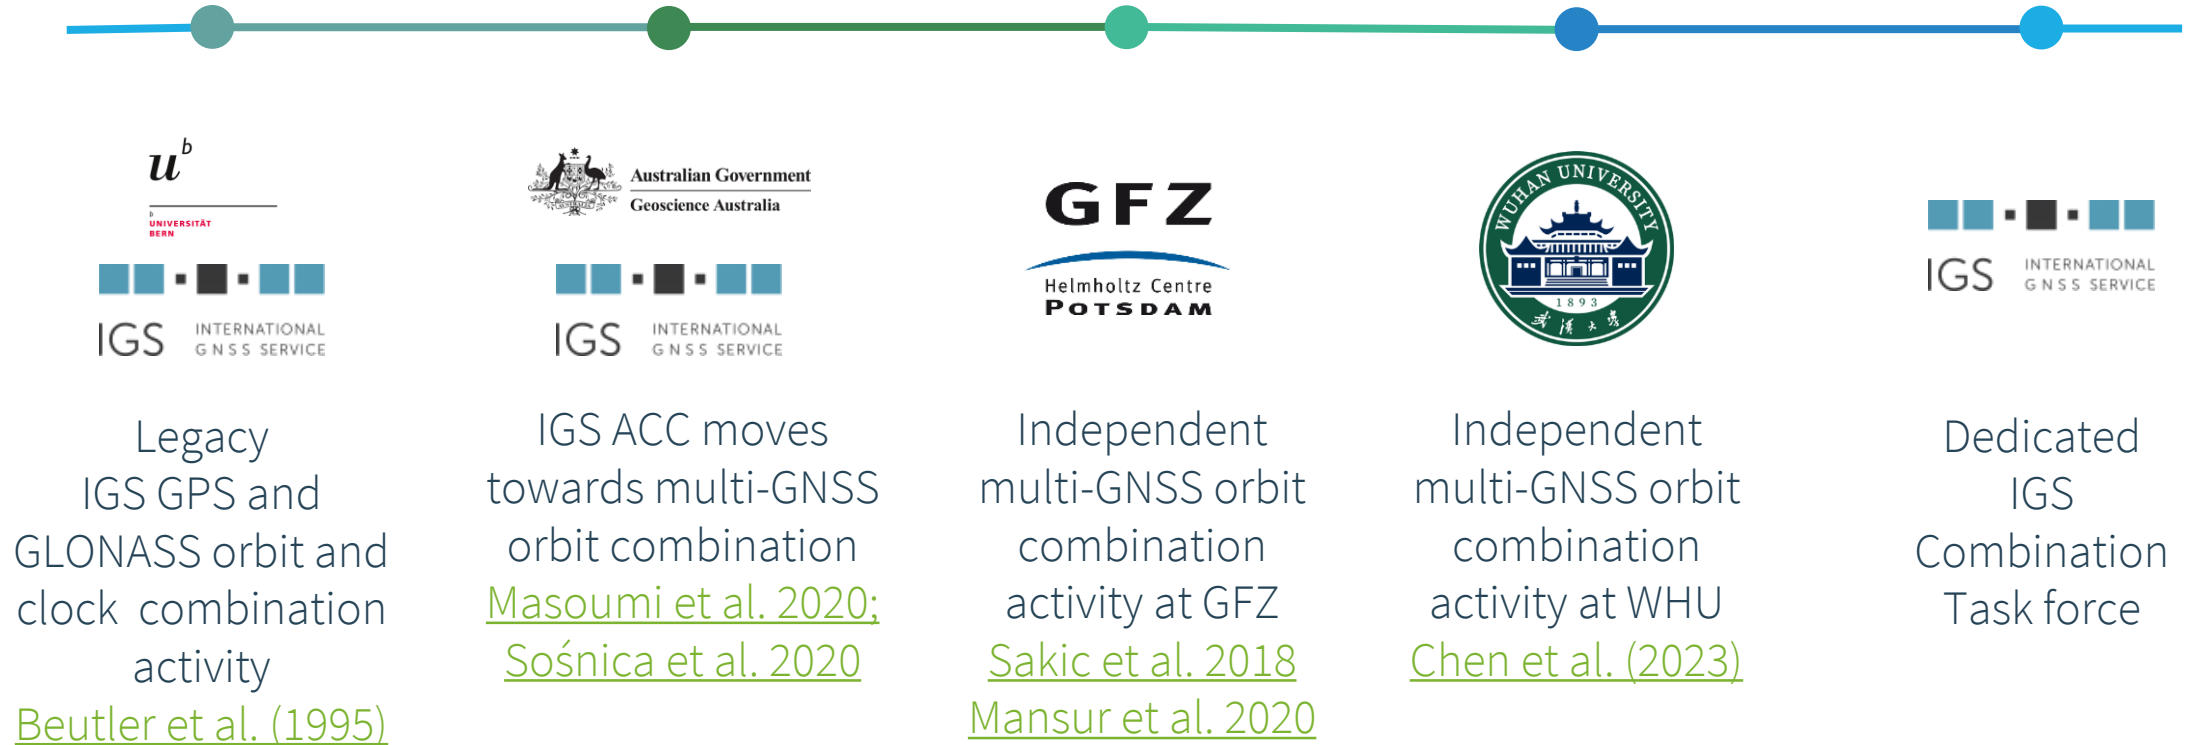 u b
b
UNIVERSITÄT
BERN
IGS INTERNATIONAL
GNSS SERVICE
Legacy
IGS GPS and
GLONASS orbit and
clock combination
activity
Beutler et al. (1995)
Australian Government
Geoscience Australia
IGS INTERNATIONAL
GNSS SERVICE
IGS ACC moves
towards multi-GNSS
orbit combination
Masoumi et al. 2020;
Sośnica et al. 2020
GFZ
Helmholtz Centre
POTSDAM
Independent
multi-GNSS orbit
combination
activity at GFZ
Sakic et al. 2018
Mansur et al. 2020
WUHAN UNIVERSITY
1893
武漢大學
Independent
multi-GNSS orbit
combination
activity at WHU
Chen et al. (2023)
IGS INTERNATIONAL
GNSS SERVICE
Dedicated
IGS
Combination
Task force